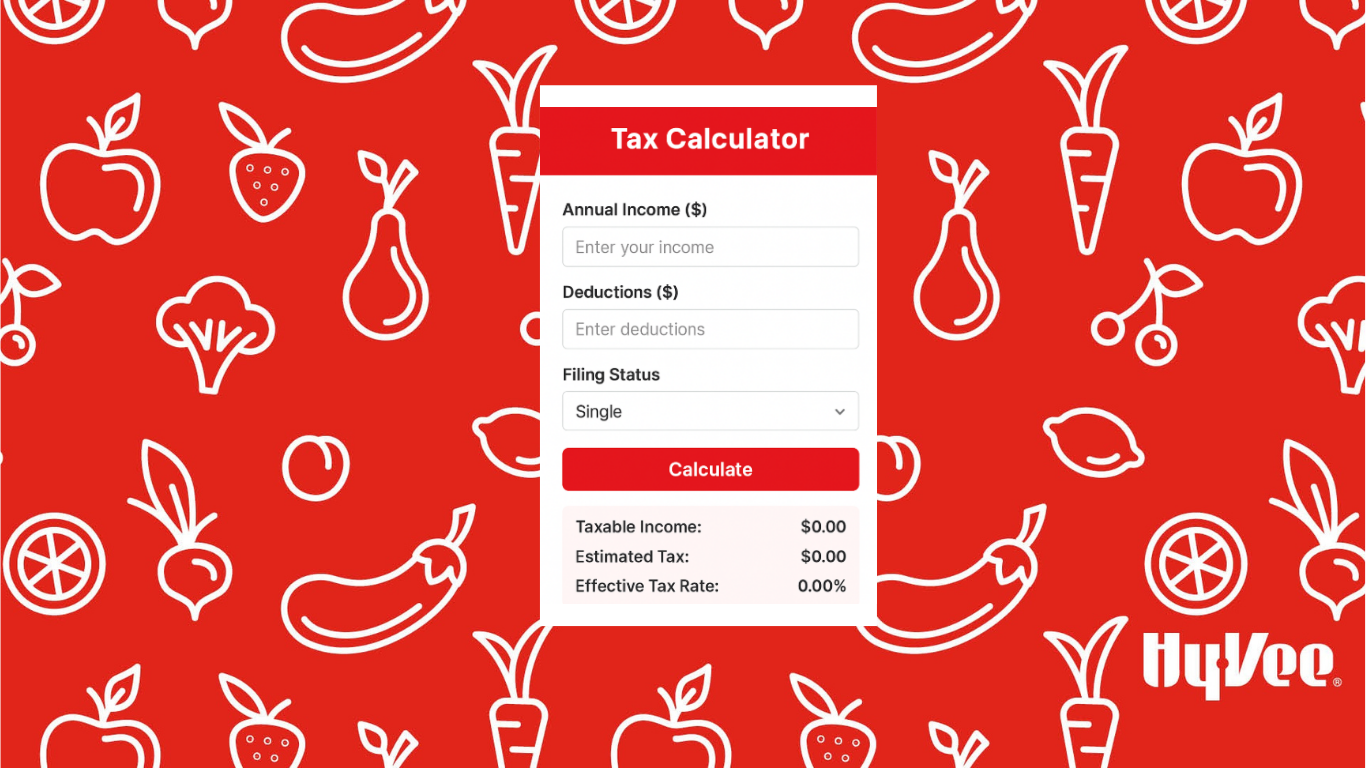 Tax Calculator
Annual Income ($)
Enter your income
Deductions ($)
Enter deductions
Filing Status
Single
Calculate
Taxable Income: $0.00
Estimated Tax: $0.00
Effective Tax Rate: 0.00%
HyVee®